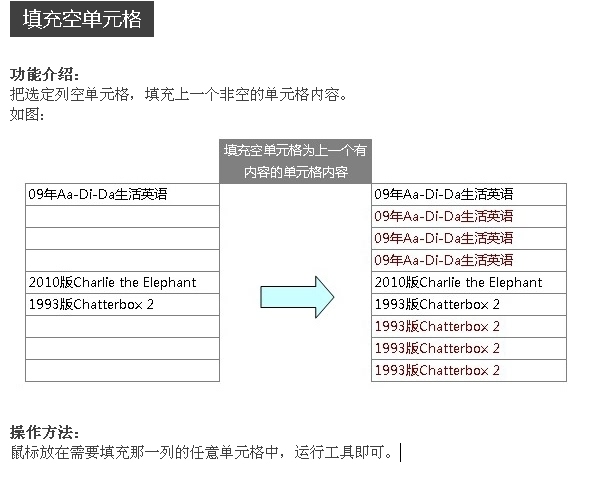 填充空单元格
功能介绍：
把选定列空单元格，填充上一个非空的单元格内容。
如图：
填充空单元格为上一个有
内容的单元格内容
09年Aa-Di-Da生活英语
2010版Charlie the Elephant
1993版Chatterbox 2
09年Aa-Di-Da生活英语
09年Aa-Di-Da生活英语
09年Aa-Di-Da生活英语
09年Aa-Di-Da生活英语
2010版Charlie the Elephant
1993版Chatterbox 2
1993版Chatterbox 2
1993版Chatterbox 2
1993版Chatterbox 2
操作方法：
鼠标放在需要填充那一列的任意单元格中，运行工具即可。